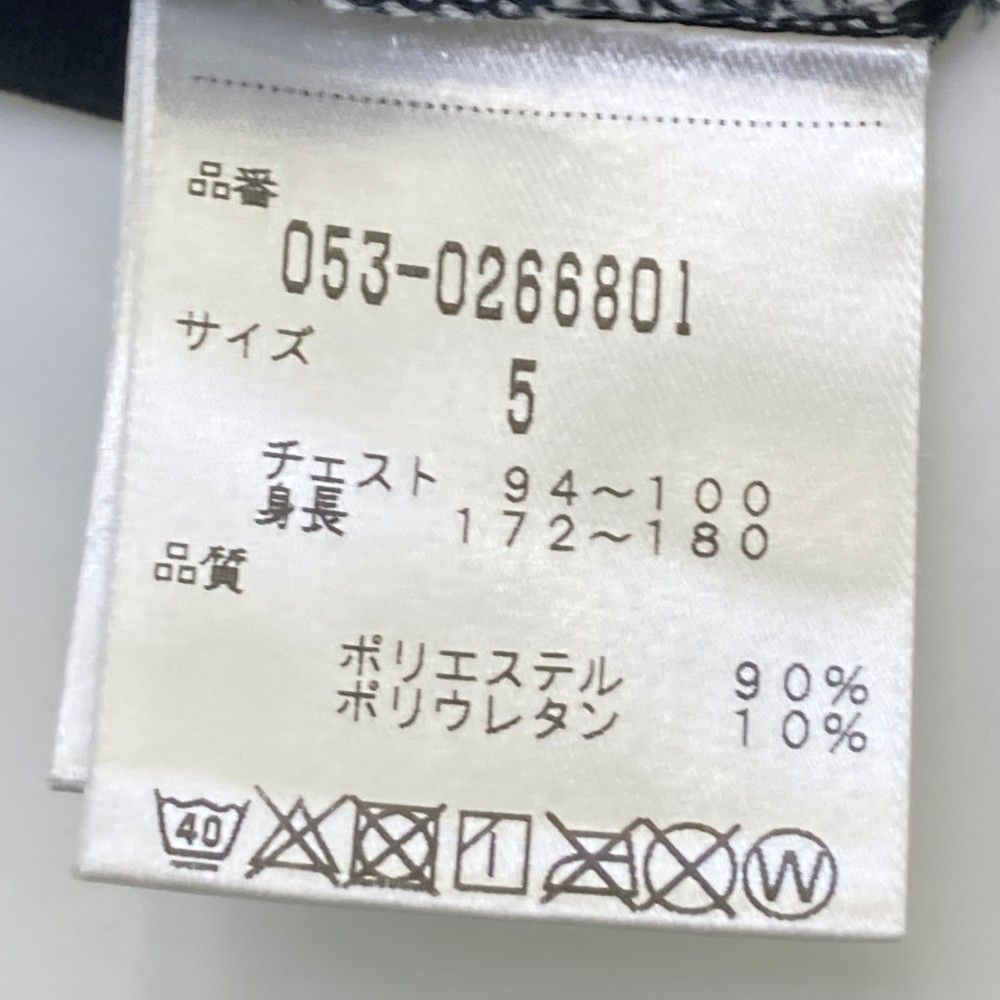 品番
053-0266801
サイズ
5
チェスト 94～100
身長 172～180
品質
ポリエステル 90%
ポリウレタン 10%
40 W